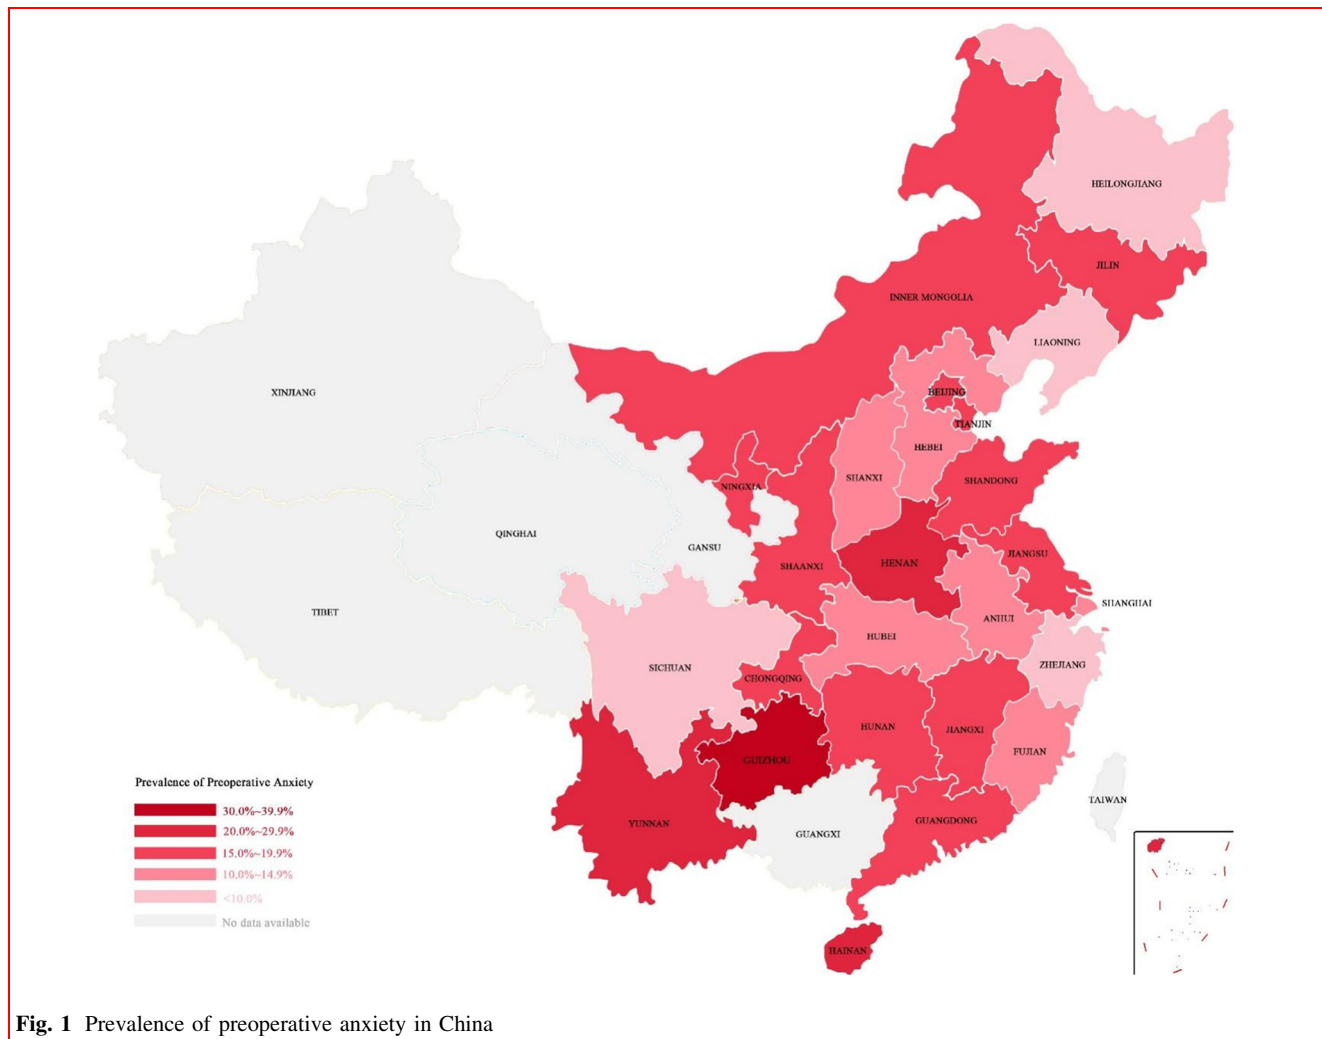 HEILONGJIANG
JILIN
INNER MONGOLIA
LIAONING
XINJIANG
BEIJING
TIANJIN
HEBEI
SHANXI
SHANDONG
NINGXIA
QINGHAI
GANSU
JIANGSU
HENAN
SHAANXI
SHANGHAI
TIBET
ANHUI
HUBEI
ZHEJIANG
SICHUAN
CHONGQING
HUNAN
JIANGXI
FUJIAN
GUIZHOU
TAIWAN
GUANGDONG
YUNNAN
GUANGXI
HAINAN
Prevalence of Preoperative Anxiety
30.0%~39.9%
20.0%~29.9%
15.0%~19.9%
10.0%~14.9%
<10.0%
No data available
Fig. 1 Prevalence of preoperative anxiety in China